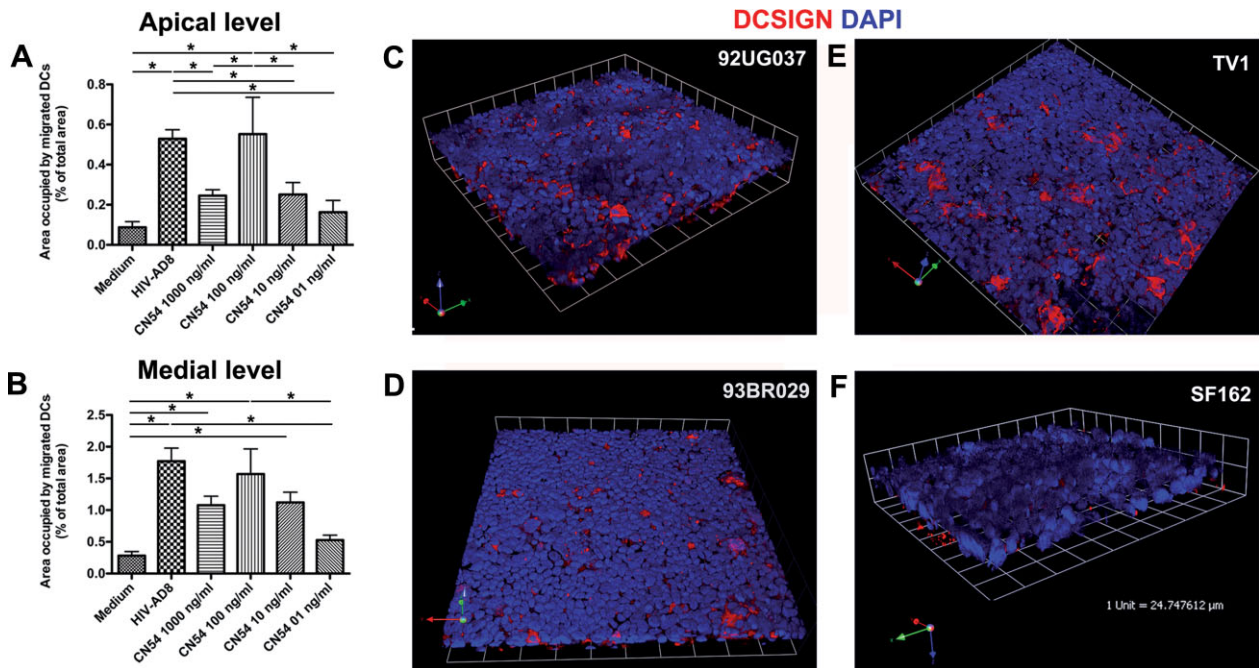 DCSIGN DAPI
A
Apical level
* *
* * * *
*
*
Area occupied by migrated DCs
(% of total area)
0.8
0.6
0.4
0.2
0.0
Medium
HIV-AD8
CN54 1000 ng/ml
CN54 100 ng/ml
CN54 10 ng/ml
CN54 01 ng/ml
B
Medial level
* *
*
* *
*
Area occupied by migrated DCs
(% of total area)
2.5
2.0
1.5
1.0
0.5
0.0
Medium
HIV-AD8
CN54 1000 ng/ml
CN54 100 ng/ml
CN54 10 ng/ml
CN54 01 ng/ml
C
92UG037
E
TV1
D
93BR029
F
SF162
1 Unit = 24.747612 µm